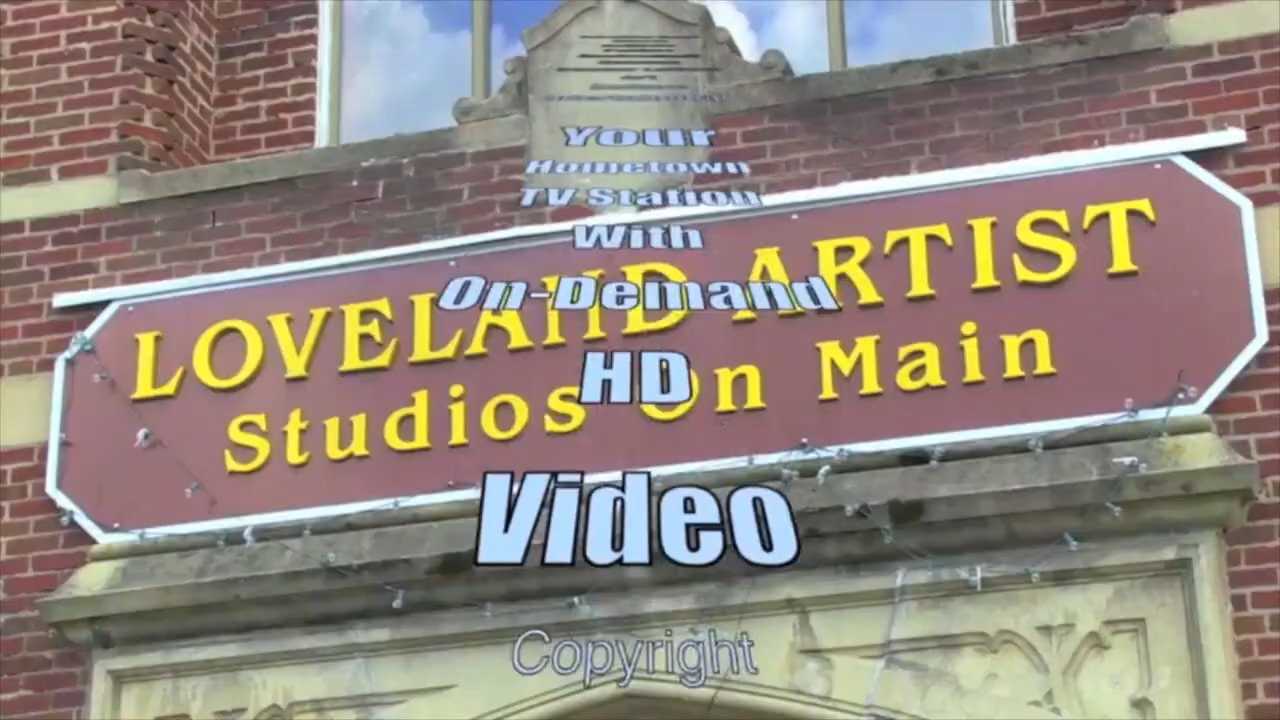 Your
Hometown
TV Station
With
On-Demand
HD
Video
Copyright
LOVELAND ARTIST
Studios On Main